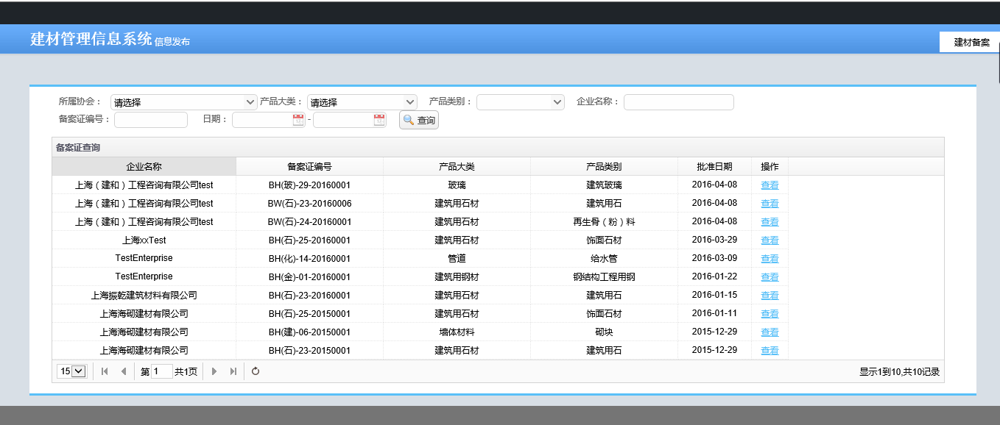 建材管理信息系统 信息发布
建材备案
所属协会： 请选择 产品大类： 请选择 产品类别： 企业名称：
备案证编号： 日期： - 查询
备案证查询
企业名称 备案证编号 产品大类 产品类别 批准日期 操作
上海（建和）工程咨询有限公司test BH(玻)-29-20160001 玻璃 建筑玻璃 2016-04-08 查看
上海（建和）工程咨询有限公司test BW(石)-23-20160006 建筑用石材 建筑用石 2016-04-08 查看
上海（建和）工程咨询有限公司test BW(石)-24-20160001 建筑用石材 再生骨（粉）料 2016-04-08 查看
上海xxTest BH(石)-25-20160001 建筑用石材 饰面石材 2016-03-29 查看
TestEnterprise BH(化)-14-20160001 管道 给水管 2016-03-09 查看
TestEnterprise BH(金)-01-20160001 建筑用钢材 钢结构工程用钢 2016-01-22 查看
上海振乾建筑材料有限公司 BH(石)-23-20160001 建筑用石材 建筑用石 2016-01-15 查看
上海海砌建材有限公司 BH(石)-25-20150001 建筑用石材 饰面石材 2016-01-11 查看
上海海砌建材有限公司 BH(建)-06-20150001 墙体材料 砌块 2015-12-29 查看
上海海砌建材有限公司 BH(石)-23-20150001 建筑用石材 建筑用石 2015-12-29 查看
15 第 1 共1页 显示1到10,共10记录